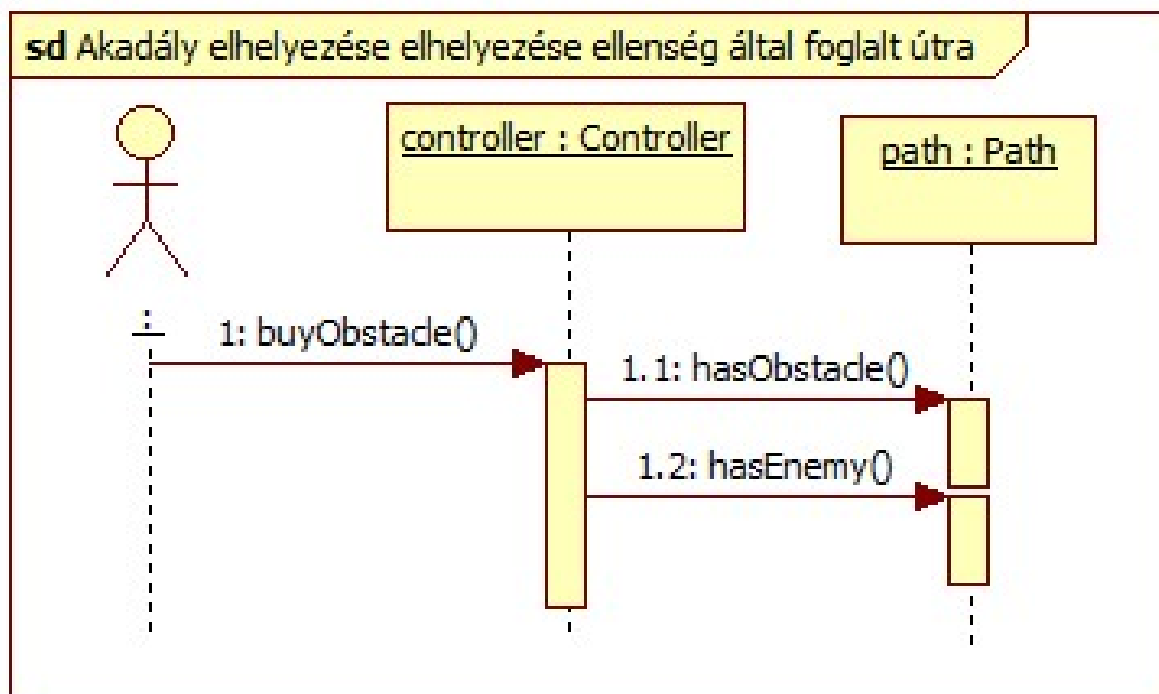 sd Akadály elhelyezése elhelyezése ellenség által foglalt útra
controller : Controller
path : Path
:
1: buyObstacle()
1.1: hasObstacle()
1.2: hasEnemy()